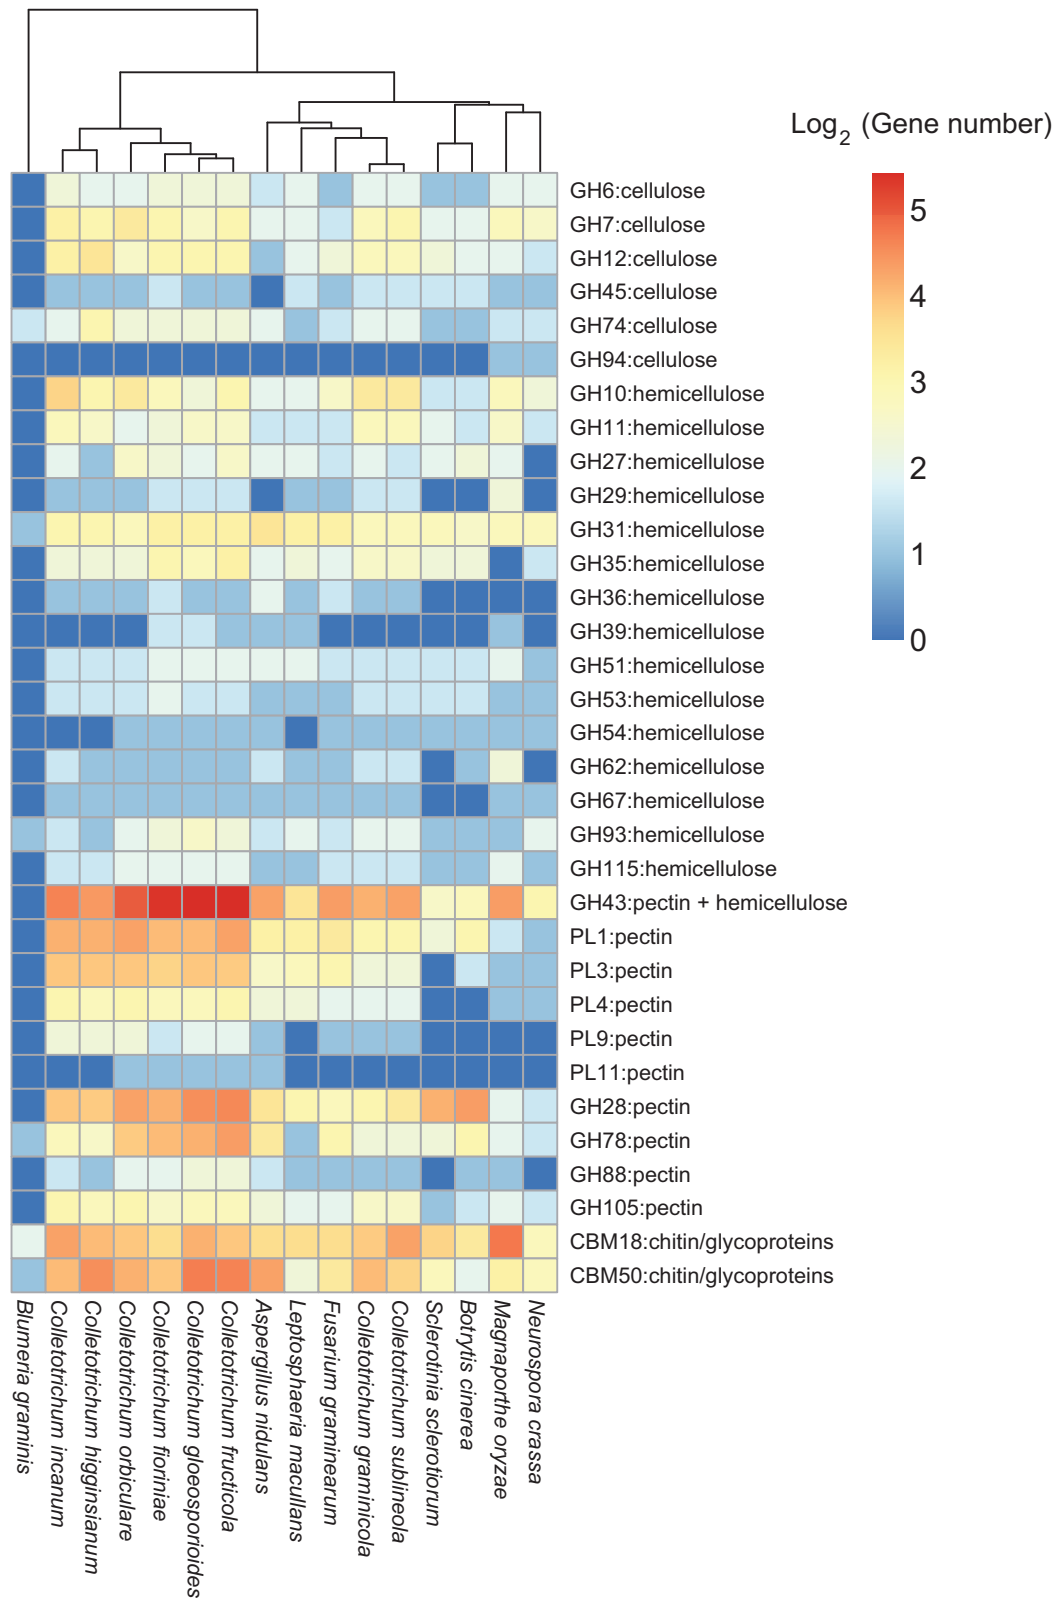 Log2 (Gene number)
5
4
3
2
1
0
GH6:cellulose
GH7:cellulose
GH12:cellulose
GH45:cellulose
GH74:cellulose
GH94:cellulose
GH10:hemicellulose
GH11:hemicellulose
GH27:hemicellulose
GH29:hemicellulose
GH31:hemicellulose
GH35:hemicellulose
GH36:hemicellulose
GH39:hemicellulose
GH51:hemicellulose
GH53:hemicellulose
GH54:hemicellulose
GH62:hemicellulose
GH67:hemicellulose
GH93:hemicellulose
GH115:hemicellulose
GH43:pectin + hemicellulose
PL1:pectin
PL3:pectin
PL4:pectin
PL9:pectin
PL11:pectin
GH28:pectin
GH78:pectin
GH88:pectin
GH105:pectin
CBM18:chitin/glycoproteins
CBM50:chitin/glycoproteins
Blumeria graminis
Colletotrichum incanum
Colletotrichum higginsianum
Colletotrichum orbiculare
Colletotrichum fioriniae
Colletotrichum gloeosporioides
Colletotrichum fructicola
Aspergillus nidulans
Leptosphaeria macullans
Fusarium graminearum
Colletotrichum graminicola
Colletotrichum sublineola
Sclerotinia sclerotiorum
Botrytis cinerea
Magnaporthe oryzae
Neurospora crassa